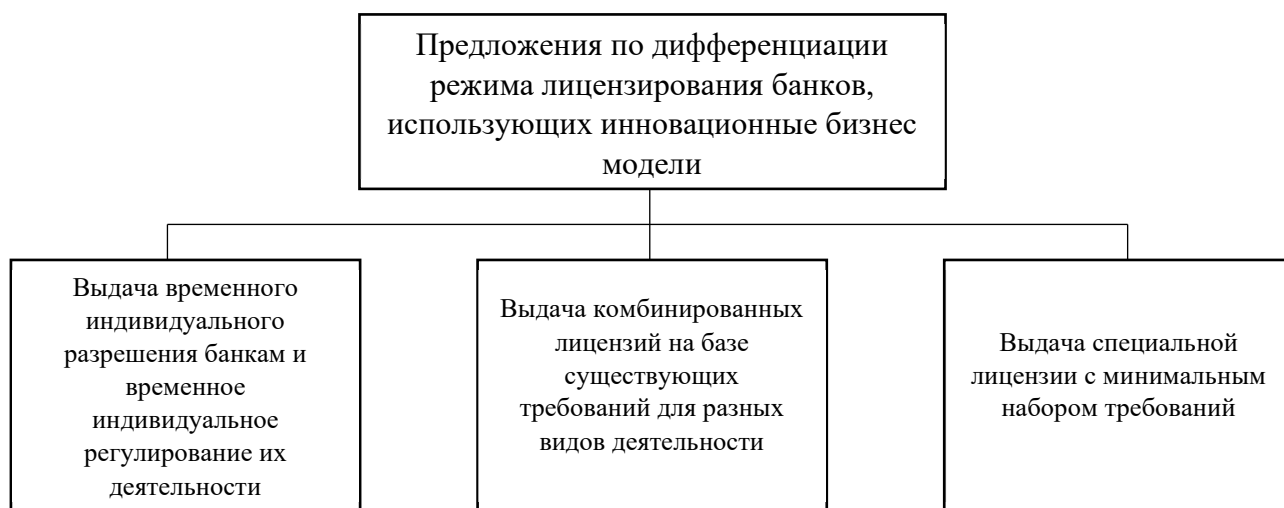 Предложения по дифференциации
режима лицензирования банков,
использующих инновационные бизнес
модели
Выдача временного
индивидуального
разрешения банкам и
временное
индивидуальное
регулирование их
деятельности
Выдача комбинированных
лицензий на базе
существующих
требований для разных
видов деятельности
Выдача специальной
лицензии с минимальным
набором требований